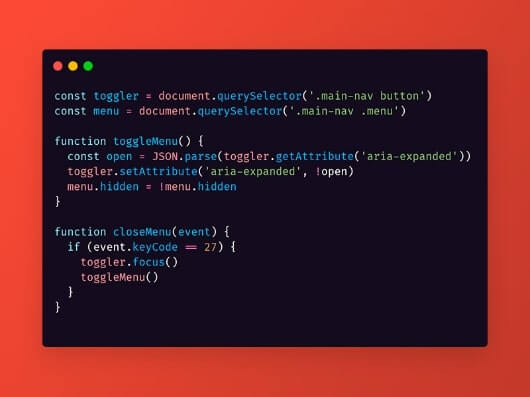 const toggler = document.querySelector('.main-nav button')
const menu = document.querySelector('.main-nav .menu')
function toggleMenu() {
const open = JSON.parse(toggler.getAttribute('aria-expanded'))
toggler.setAttribute('aria-expanded', !open)
menu.hidden = !menu.hidden
}
function closeMenu(event) {
if (event.keyCode == 27) {
toggler.focus()
toggleMenu()
}
}